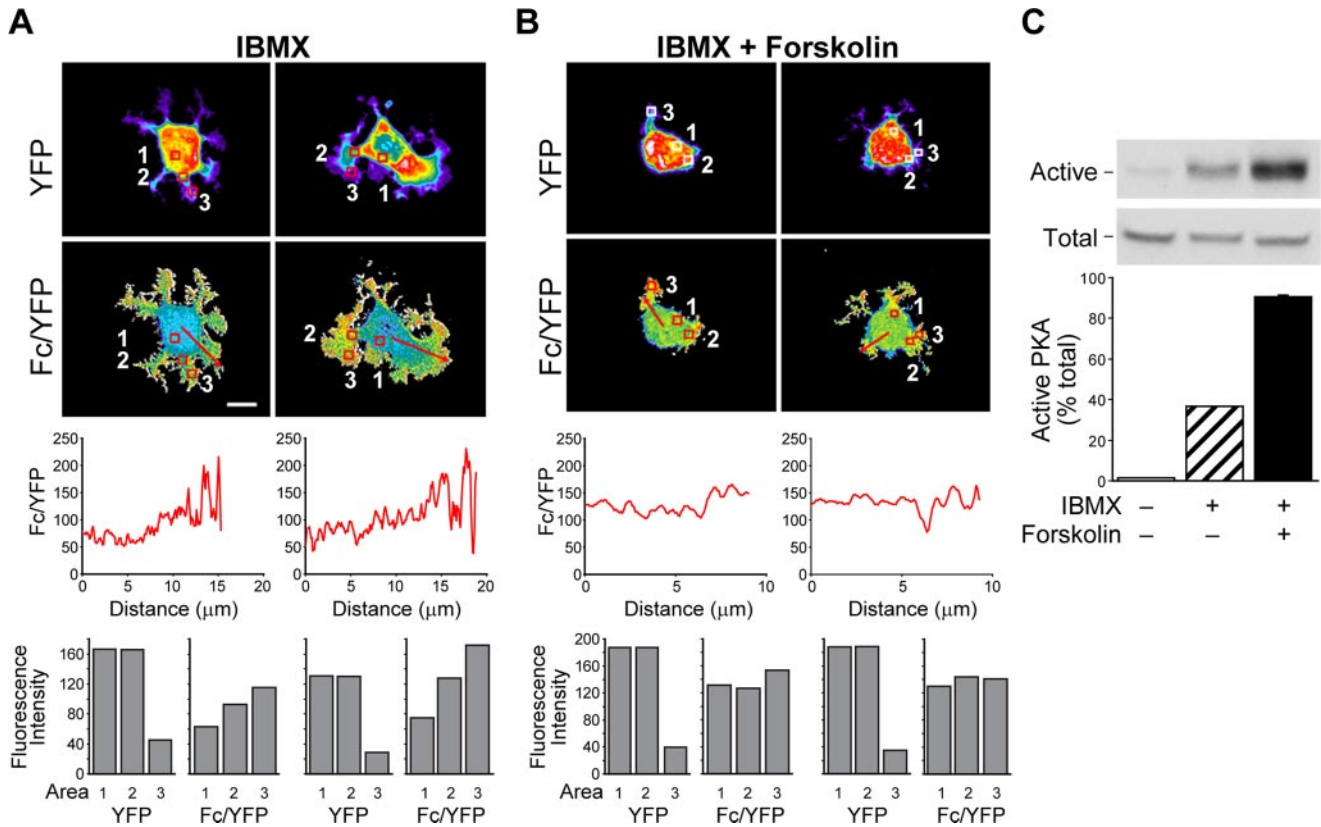 A
IBMX
B
IBMX + Forskolin
C
YFP
1
2
3
2
3
1
3
1
2
1
3
2
Fc/YFP
1
2
3
2
3
1
3
1
2
1
3
2
Active
Total
Fc/YFP
250
200
150
100
50
0
0 5 10 15 20
Distance (μm)
250
200
150
100
50
0
0 5 10 15 20
Distance (μm)
250
200
150
100
50
0
0 5 10
Distance (μm)
250
200
150
100
50
0
0 5 10
Distance (μm)
Active PKA
(% total)
100
80
60
40
20
0
IBMX – + +
Forskolin – – +
Fluorescence
Intensity
160
120
80
40
0
Area 1 2 3 1 2 3 1 2 3 1 2 3
YFP Fc/YFP YFP Fc/YFP
Fluorescence
Intensity
200
160
120
80
40
0
Area 1 2 3 1 2 3 1 2 3 1 2 3
YFP Fc/YFP YFP Fc/YFP